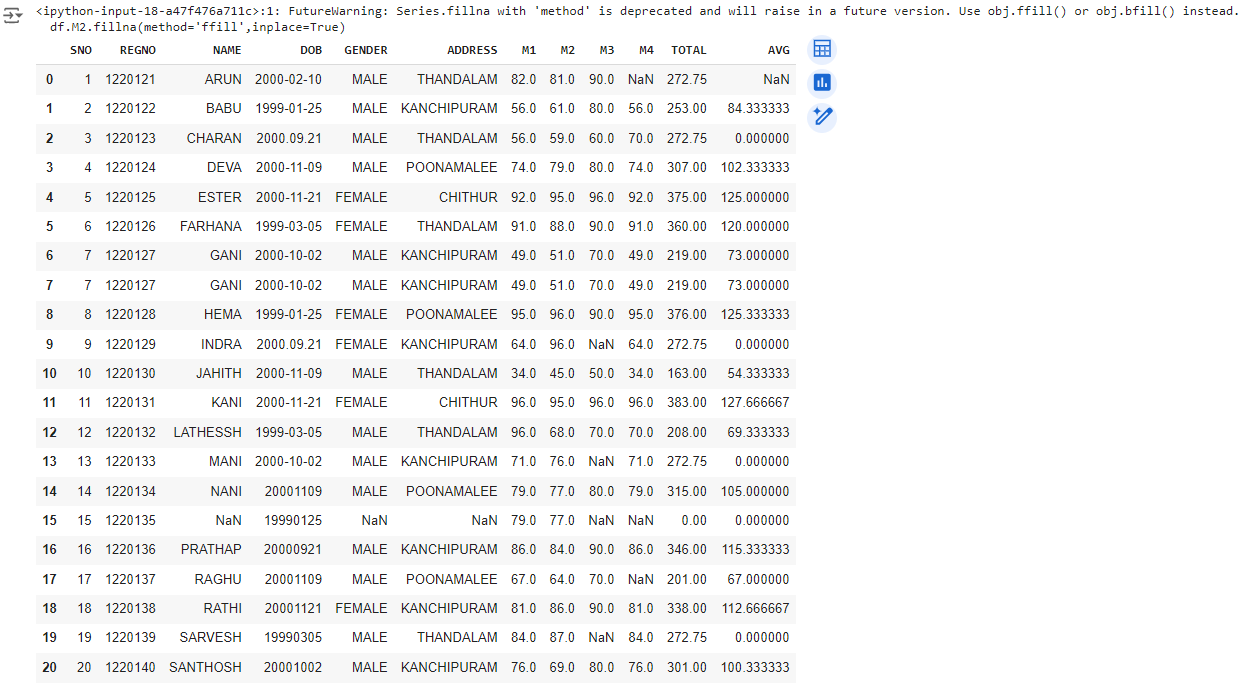 <ipython-input-18-a47f476a711c>:1: FutureWarning: Series.fillna with 'method' is deprecated and will raise in a future version. Use obj.ffill() or obj.bfill() instead.
df.M2.fillna(method='ffill',inplace=True)
SNO REGNO NAME DOB GENDER ADDRESS M1 M2 M3 M4 TOTAL AVG
0 1 1220121 ARUN 2000-02-10 MALE THANDALAM 82.0 81.0 90.0 NaN 272.75 NaN
1 2 1220122 BABU 1999-01-25 MALE KANCHIPURAM 56.0 61.0 80.0 56.0 253.00 84.333333
2 3 1220123 CHARAN 2000.09.21 MALE THANDALAM 56.0 59.0 60.0 70.0 272.75 0.000000
3 4 1220124 DEVA 2000-11-09 MALE POONAMALEE 74.0 79.0 80.0 74.0 307.00 102.333333
4 5 1220125 ESTER 2000-11-21 FEMALE CHITHUR 92.0 95.0 96.0 92.0 375.00 125.000000
5 6 1220126 FARHANA 1999-03-05 FEMALE THANDALAM 91.0 88.0 90.0 91.0 360.00 120.000000
6 7 1220127 GANI 2000-10-02 MALE KANCHIPURAM 49.0 51.0 70.0 49.0 219.00 73.000000
7 7 1220127 GANI 2000-10-02 MALE KANCHIPURAM 49.0 51.0 70.0 49.0 219.00 73.000000
8 8 1220128 HEMA 1999-01-25 FEMALE POONAMALEE 95.0 96.0 90.0 95.0 376.00 125.333333
9 9 1220129 INDRA 2000.09.21 FEMALE KANCHIPURAM 64.0 96.0 NaN 64.0 272.75 0.000000
10 10 1220130 JAHITH 2000-11-09 MALE THANDALAM 34.0 45.0 50.0 34.0 163.00 54.333333
11 11 1220131 KANI 2000-11-21 FEMALE CHITHUR 96.0 95.0 96.0 96.0 383.00 127.666667
12 12 1220132 LATHESSH 1999-03-05 MALE THANDALAM 96.0 68.0 70.0 70.0 208.00 69.333333
13 13 1220133 MANI 2000-10-02 MALE KANCHIPURAM 71.0 76.0 NaN 71.0 272.75 0.000000
14 14 1220134 NANI 20001109 MALE POONAMALEE 79.0 77.0 80.0 79.0 315.00 105.000000
15 15 1220135 NaN 19990125 NaN NaN 79.0 77.0 NaN NaN 0.00 0.000000
16 16 1220136 PRATHAP 20000921 MALE KANCHIPURAM 86.0 84.0 90.0 86.0 346.00 115.333333
17 17 1220137 RAGHU 20001109 MALE POONAMALEE 67.0 64.0 70.0 NaN 201.00 67.000000
18 18 1220138 RATHI 20001121 FEMALE KANCHIPURAM 81.0 86.0 90.0 81.0 338.00 112.666667
19 19 1220139 SARVESH 19990305 MALE THANDALAM 84.0 87.0 NaN 84.0 272.75 0.000000
20 20 1220140 SANTHOSH 20001002 MALE KANCHIPURAM 76.0 69.0 80.0 76.0 301.00 100.333333